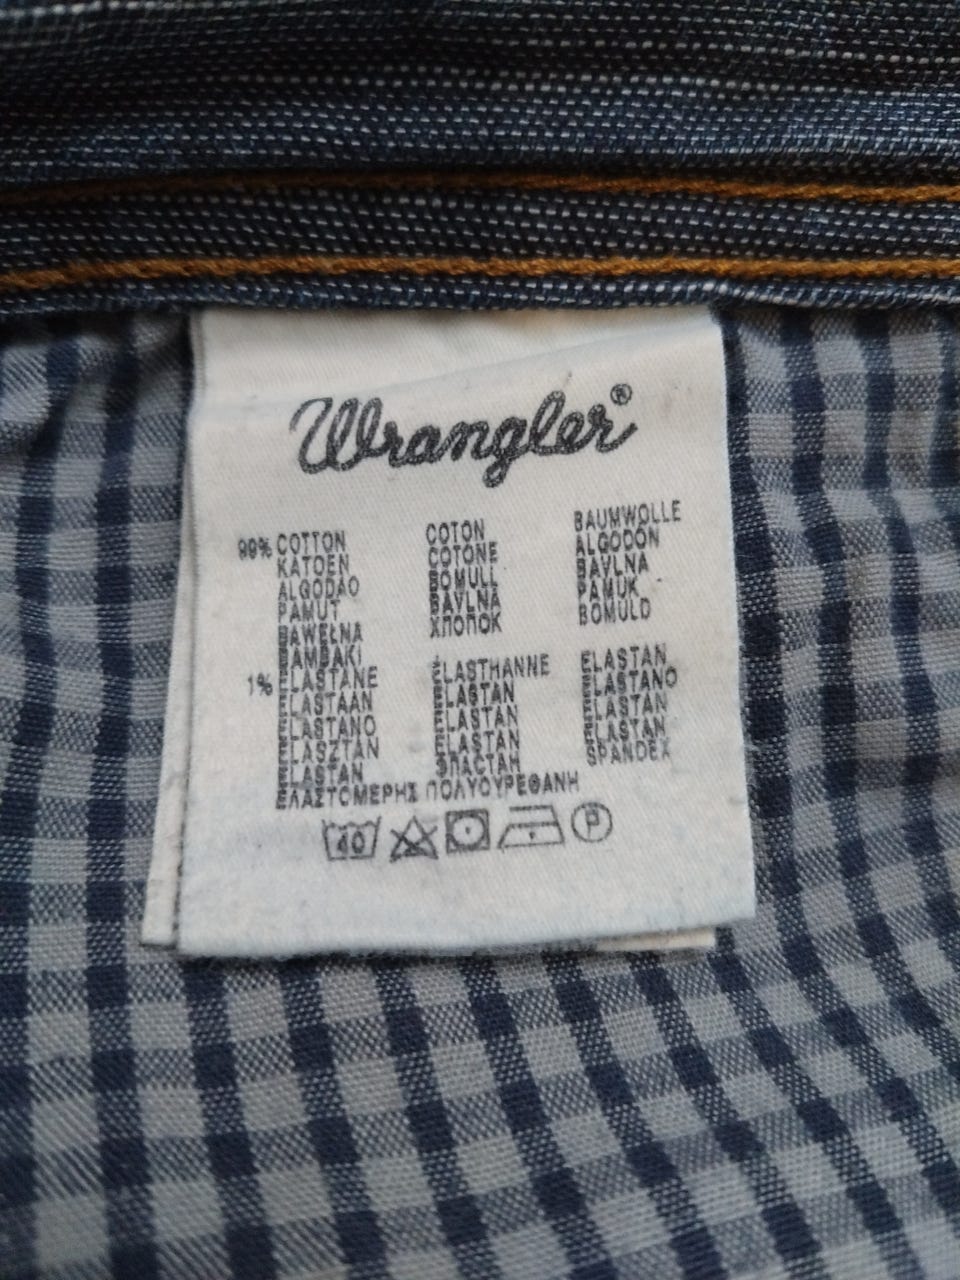 Wrangler®
99% COTTON COTON BAUMWOLLE
KATOEN COTONE ALGODÓN
ALGODAO BOMULL BAVLNA
PAMUT BAVLNA PAMUK
BAWEŁNA ХЛОПОК BOMULD
BAMBAKI
1% ELASTANE ÉLASTHANNE ELASTAN
ELASTAAN ELASTAN ELASTANO
ELASTANO ELASTAN ELASTAN
ELASZTÁN ELASTAN ELASTAN
ELASTAN ЭЛАСТАН SPANDEX
ΕΛΑΣΤΟΜΕΡΗΣ ΠΟΛΥΟΥΡΕΘΑΝΗ
40 P